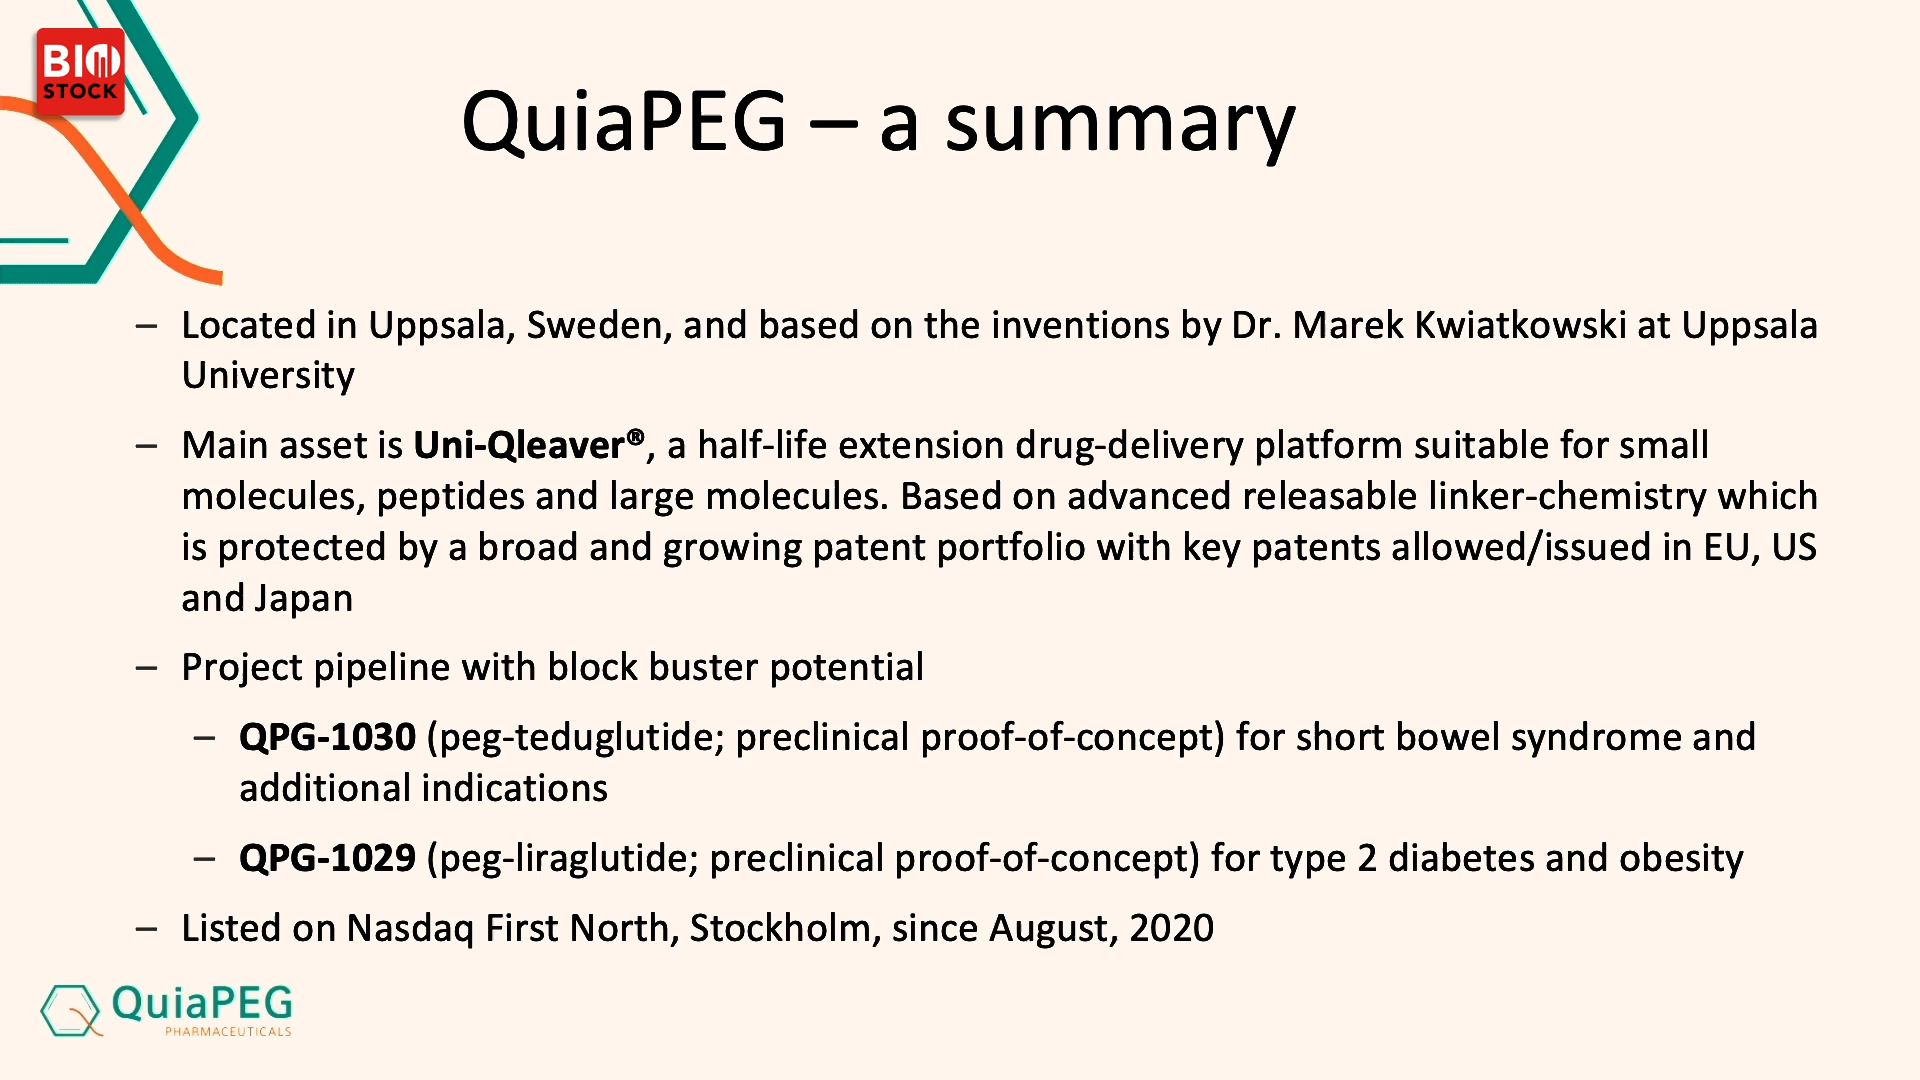 BIO
STOCK
QuiaPEG – a summary
– Located in Uppsala, Sweden, and based on the inventions by Dr. Marek Kwiatkowski at Uppsala
University
– Main asset is Uni-Qleaver®, a half-life extension drug-delivery platform suitable for small
molecules, peptides and large molecules. Based on advanced releasable linker-chemistry which
is protected by a broad and growing patent portfolio with key patents allowed/issued in EU, US
and Japan
– Project pipeline with block buster potential
– QPG-1030 (peg-teduglutide; preclinical proof-of-concept) for short bowel syndrome and
additional indications
– QPG-1029 (peg-liraglutide; preclinical proof-of-concept) for type 2 diabetes and obesity
– Listed on Nasdaq First North, Stockholm, since August, 2020
QuiaPEG
PHARMACEUTICALS